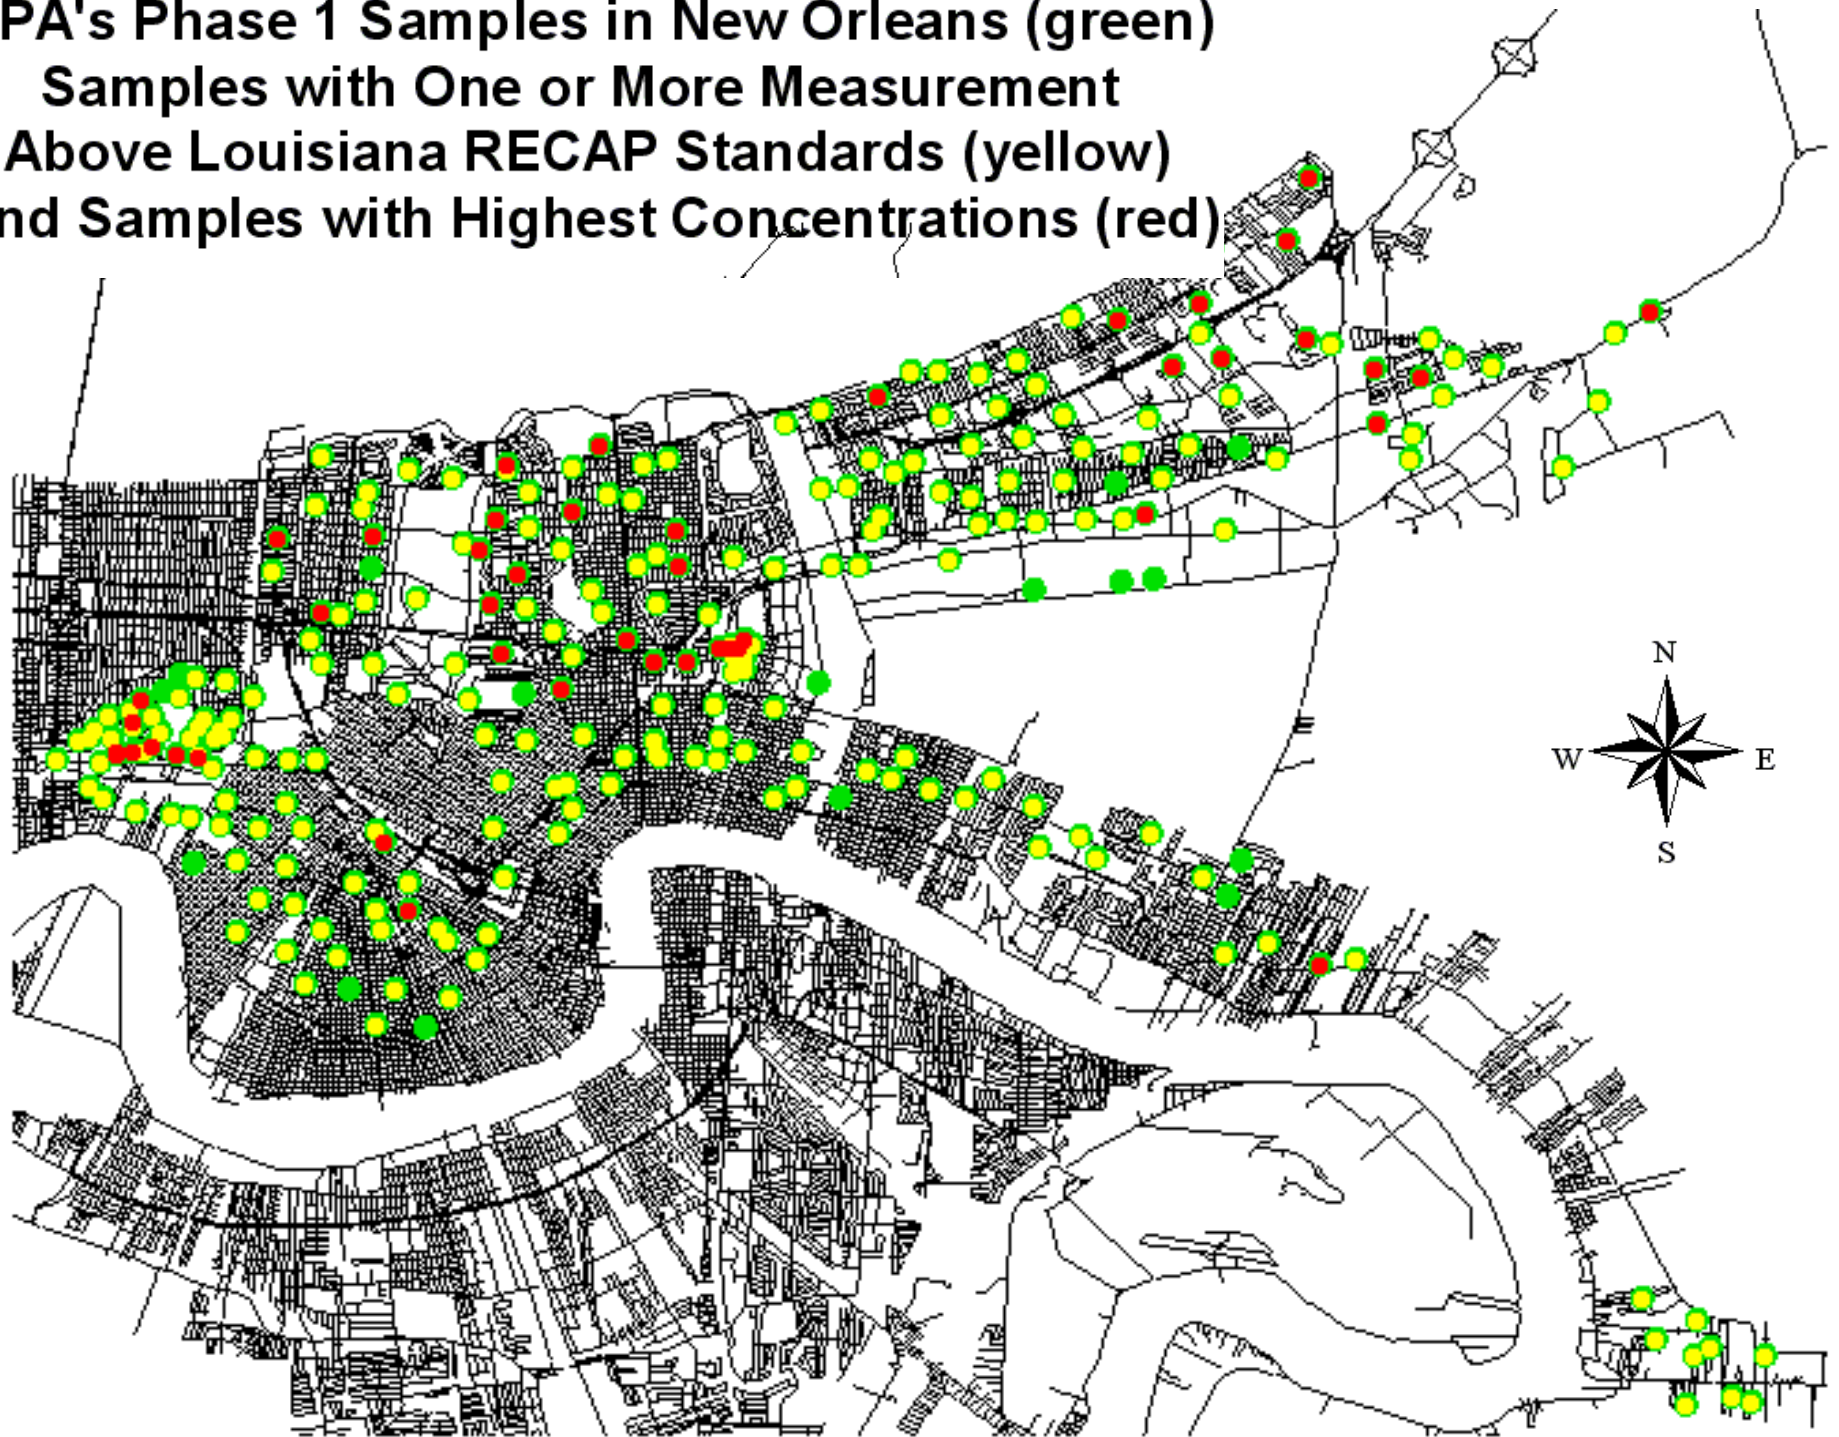 PA's Phase 1 Samples in New Orleans (green)
Samples with One or More Measurement
Above Louisiana RECAP Standards (yellow)
nd Samples with Highest Concentrations (red)
N
W E
S